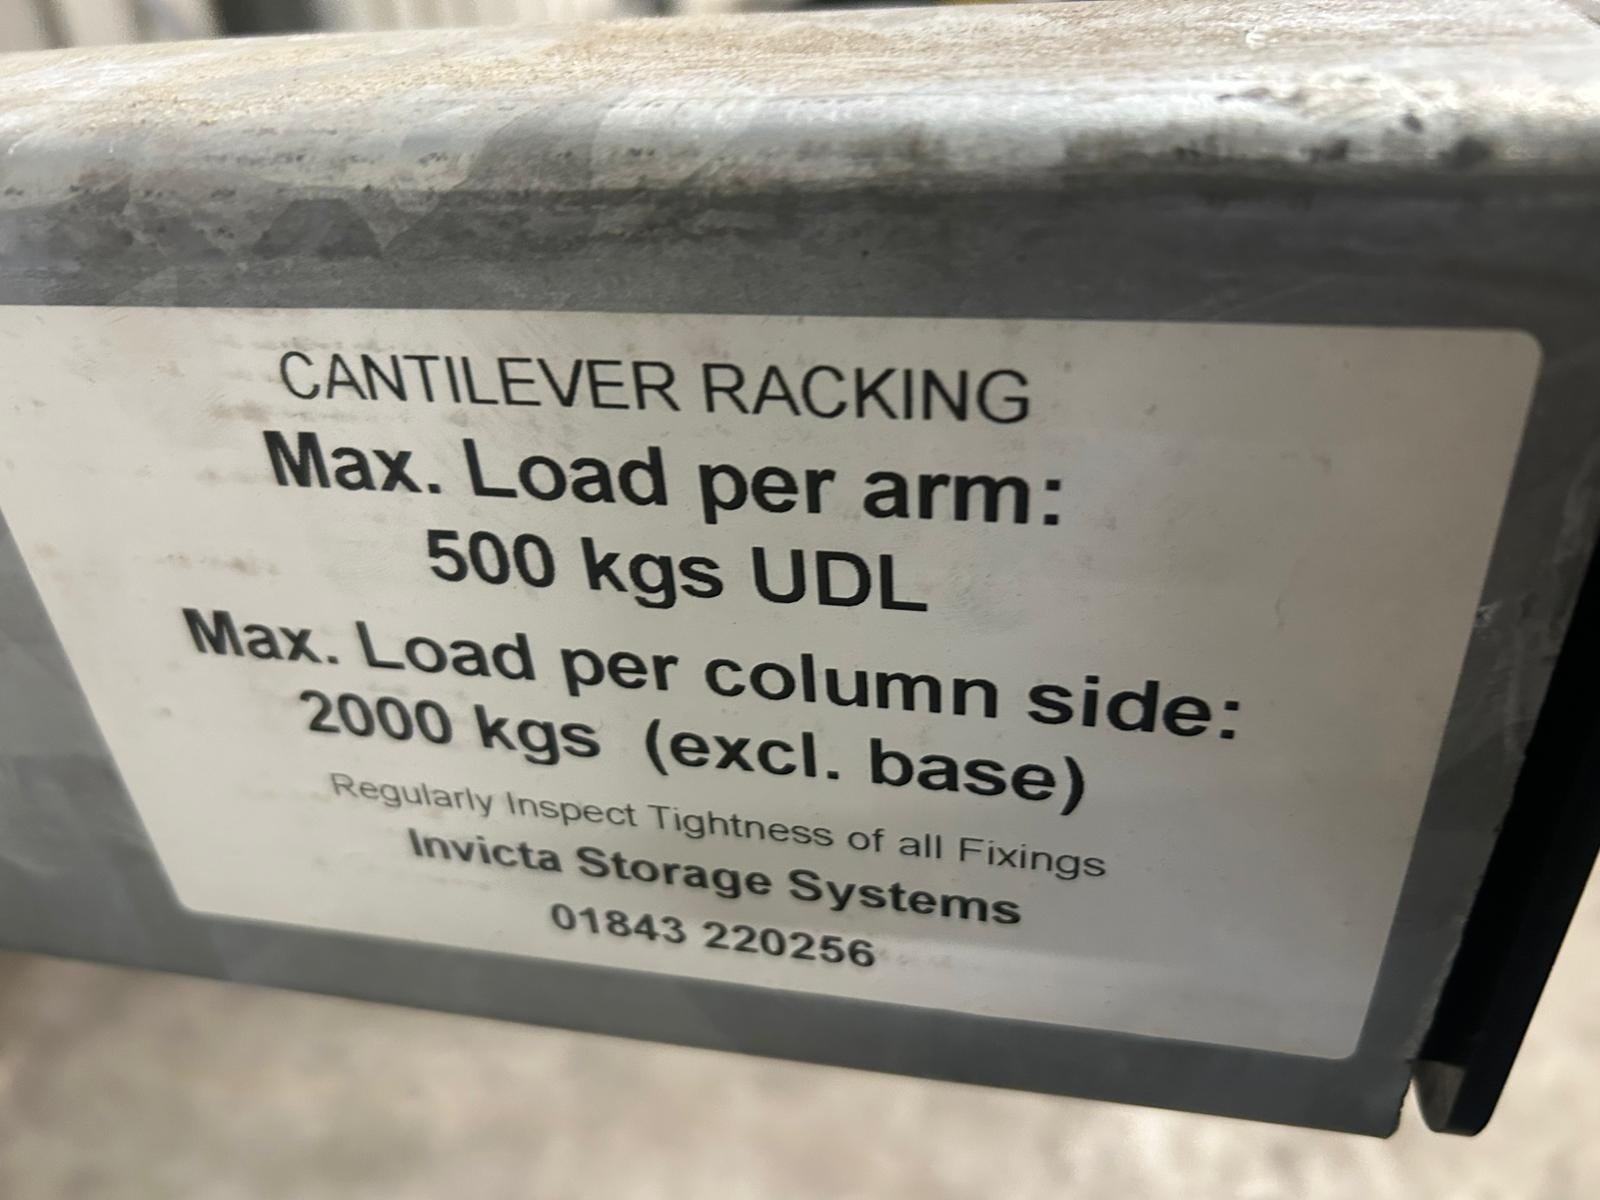 CANTILEVER RACKING
Max. Load per arm:
500 kgs UDL
Max. Load per column side:
2000 kgs (excl. base)
Regularly Inspect Tightness of all Fixings
Invicta Storage Systems
01843 220256